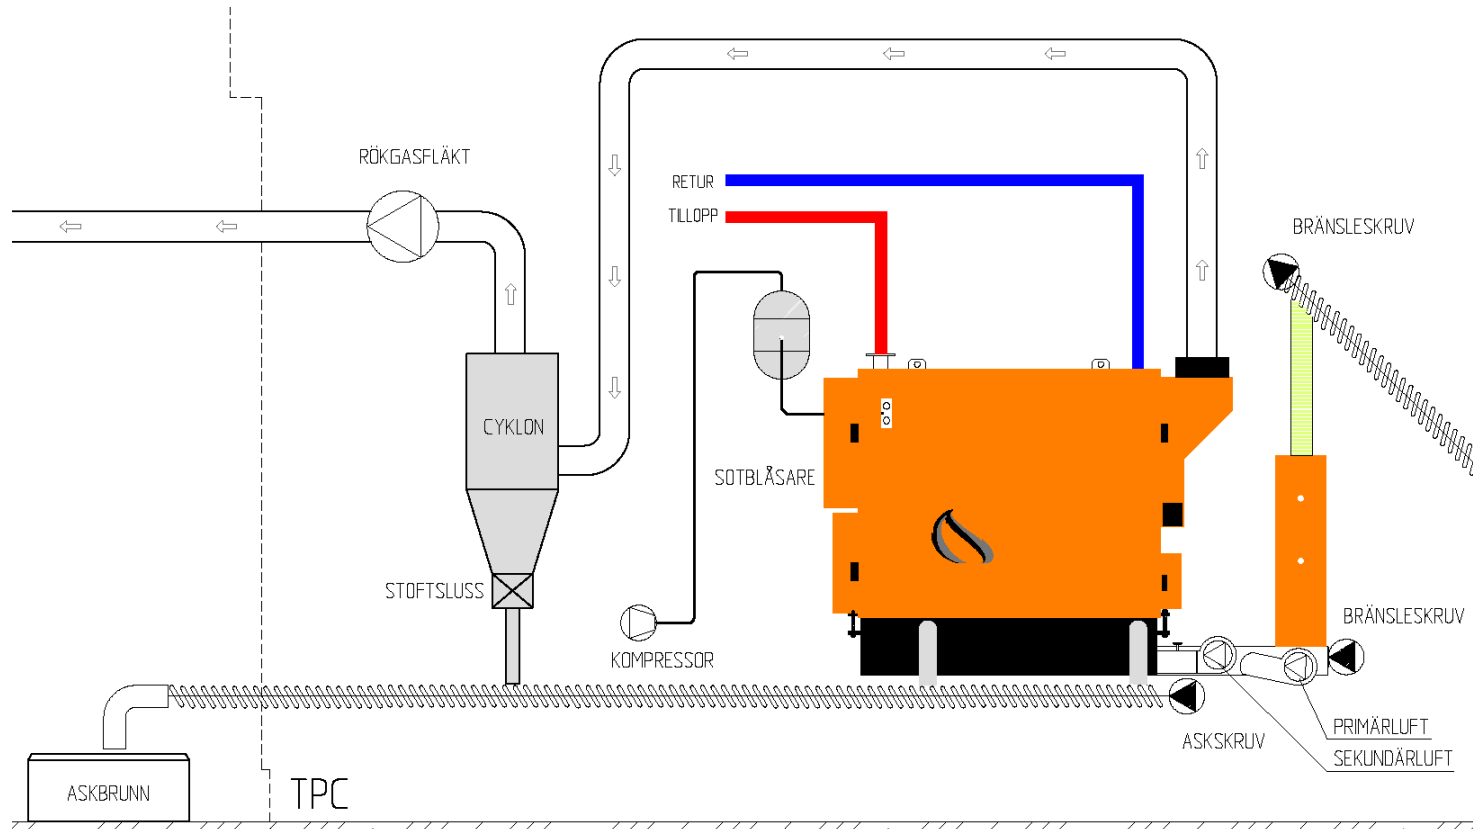 RÖKGASFLÄKT
RETUR
TILLOPP
BRÄNSLESKRUV
CYKLON
SOTBLÅSARE
STOFTSLUSS
BRÄNSLESKRUV
KOMPRESSOR
PRIMÄRLUFT
ASKSKRUV
SEKUNDÄRLUFT
ASKBRUNN
TPC